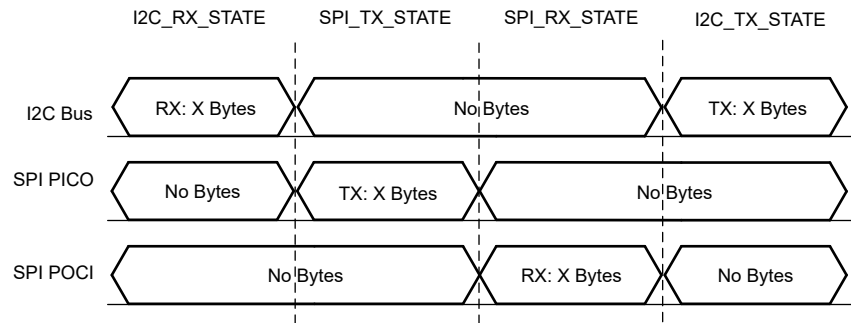 I2C_RX_STATE SPI_TX_STATE SPI_RX_STATE I2C_TX_STATE
I2C Bus RX: X Bytes No Bytes TX: X Bytes
SPI PICO No Bytes TX: X Bytes No Bytes
SPI POCI No Bytes RX: X Bytes No Bytes